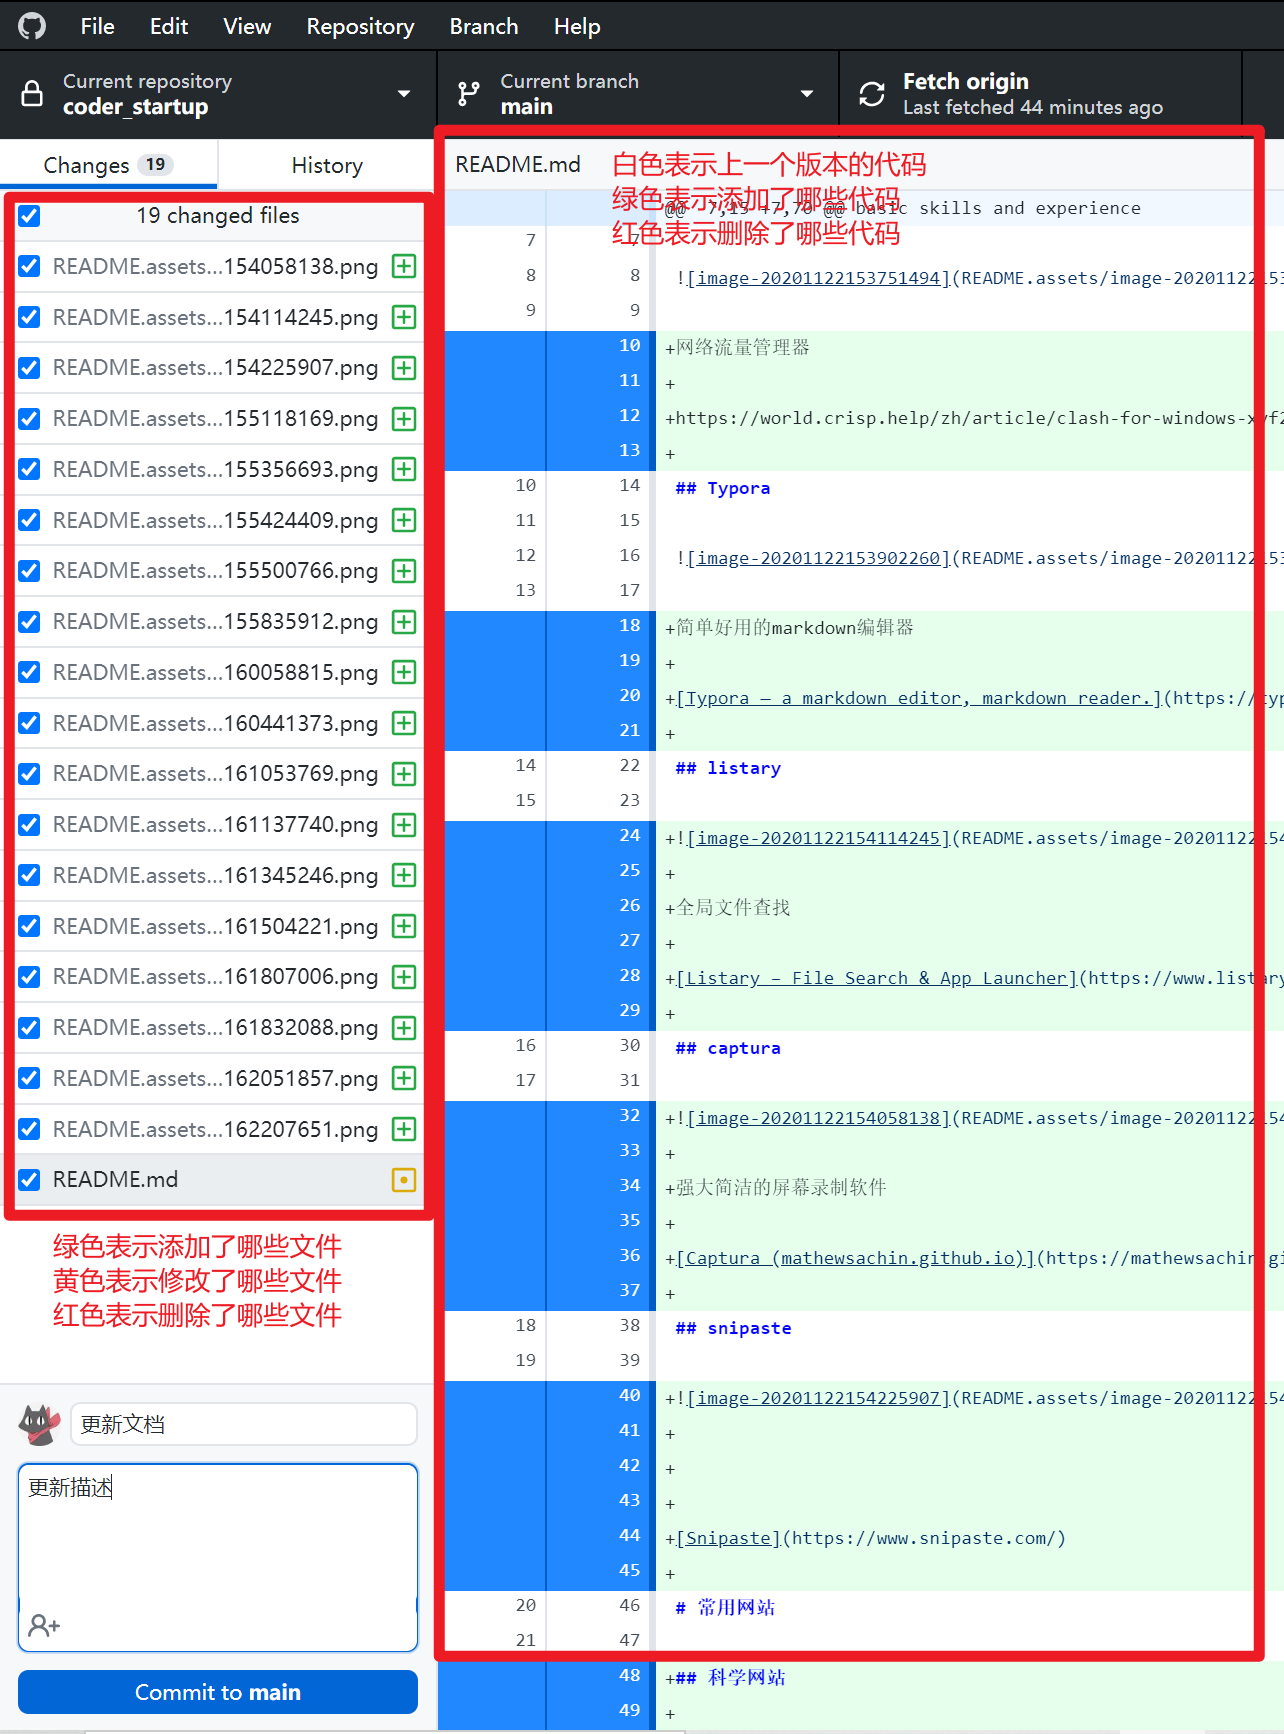 File Edit View Repository Branch Help
Current repository
coder_startup
Current branch
main
Fetch origin
Last fetched 44 minutes ago
Changes 19
History
19 changed files
README.assets...154058138.png
README.assets...154114245.png
README.assets...154225907.png
README.assets...155118169.png
README.assets...155356693.png
README.assets...155424409.png
README.assets...155500766.png
README.assets...155835912.png
README.assets...160058815.png
README.assets...160441373.png
README.assets...161053769.png
README.assets...161137740.png
README.assets...161345246.png
README.assets...161504221.png
README.assets...161807006.png
README.assets...161832088.png
README.assets...162051857.png
README.assets...162207651.png
README.md
绿色表示添加了哪些文件
黄色表示修改了哪些文件
红色表示删除了哪些文件
更新文档
更新描述
Commit to main
README.md
白色表示上一个版本的代码
绿色表示添加了哪些代码
红色表示删除了哪些代码
@@ -7,15 +7,70 @@ basic skills and experience
7 7
8 8 ![image-20201122153751494](README.assets/image-2020112215
9 9
10 +网络流量管理器
11 +
12 +https://world.crisp.help/zh/article/clash-for-windows-
13 +
10 14 ## Typora
11 15
12 16 ![image-20201122153902260](README.assets/image-2020112215
13 17
18 +简单好用的markdown编辑器
19 +
20 +[Typora — a markdown editor, markdown reader.](https://typ
21 +
14 22 ## listary
15 23
24 +![image-20201122154114245](README.assets/image-2020112215
25 +
26 +全局文件查找
27 +
28 +[Listary – File Search & App Launcher](https://www.listary
29 +
16 30 ## captura
17 31
32 +![image-20201122154058138](README.assets/image-2020112215
33 +
34 +强大简洁的屏幕录制软件
35 +
36 +[Captura (mathewsachin.github.io)](https://mathewsachin.gi
37 +
18 38 ## snipaste
19 39
40 +![image-20201122154225907](README.assets/image-2020112215
41 +
42 +
43 +
44 +[Snipaste](https://www.snipaste.com/)
45 +
20 46 # 常用网站
21 47
48 +## 科学网站
49 +